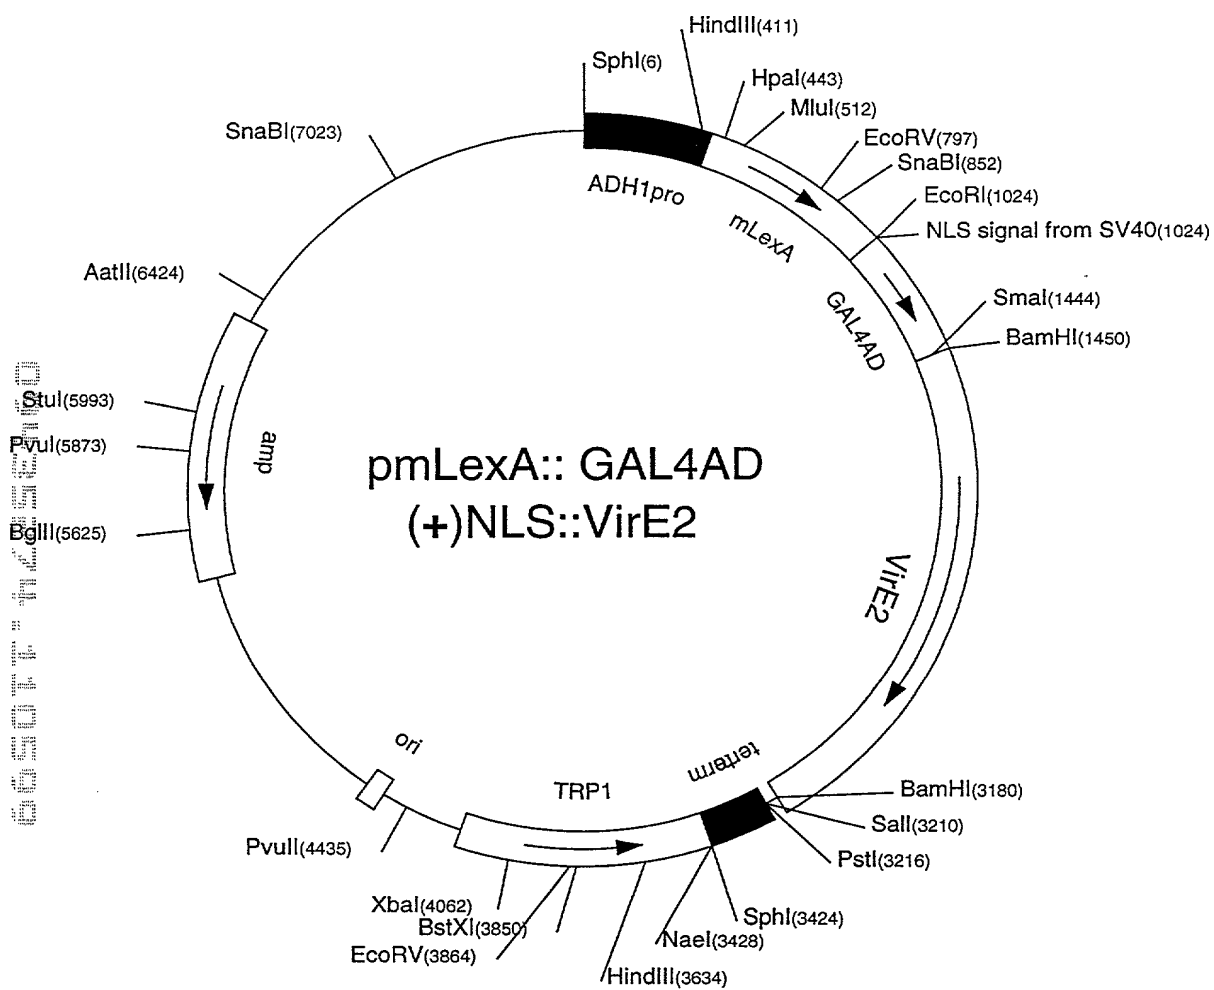 HindIII(411)
SphI(6)
HpaI(443)
MluI(512)
SnaBI(7023)
EcoRV(797)
SnaBI(852)
ADH1pro
EcoRI(1024)
mLexA
NLS signal from SV40(1024)
AatII(6424)
GAL4AD
SmaI(1444)
BamHI(1450)
StuI(5993)
PvuI(5873)
amp
pmLexA:: GAL4AD
(+)NLS::VirE2
BglII(5625)
VirE2
ori
terterm
TRP1
BamHI(3180)
SalI(3210)
PstI(3216)
PvuII(4435)
XbaI(4062)
BstXI(3850)
EcoRV(3864)
SphI(3424)
NaeI(3428)
HindIII(3634)